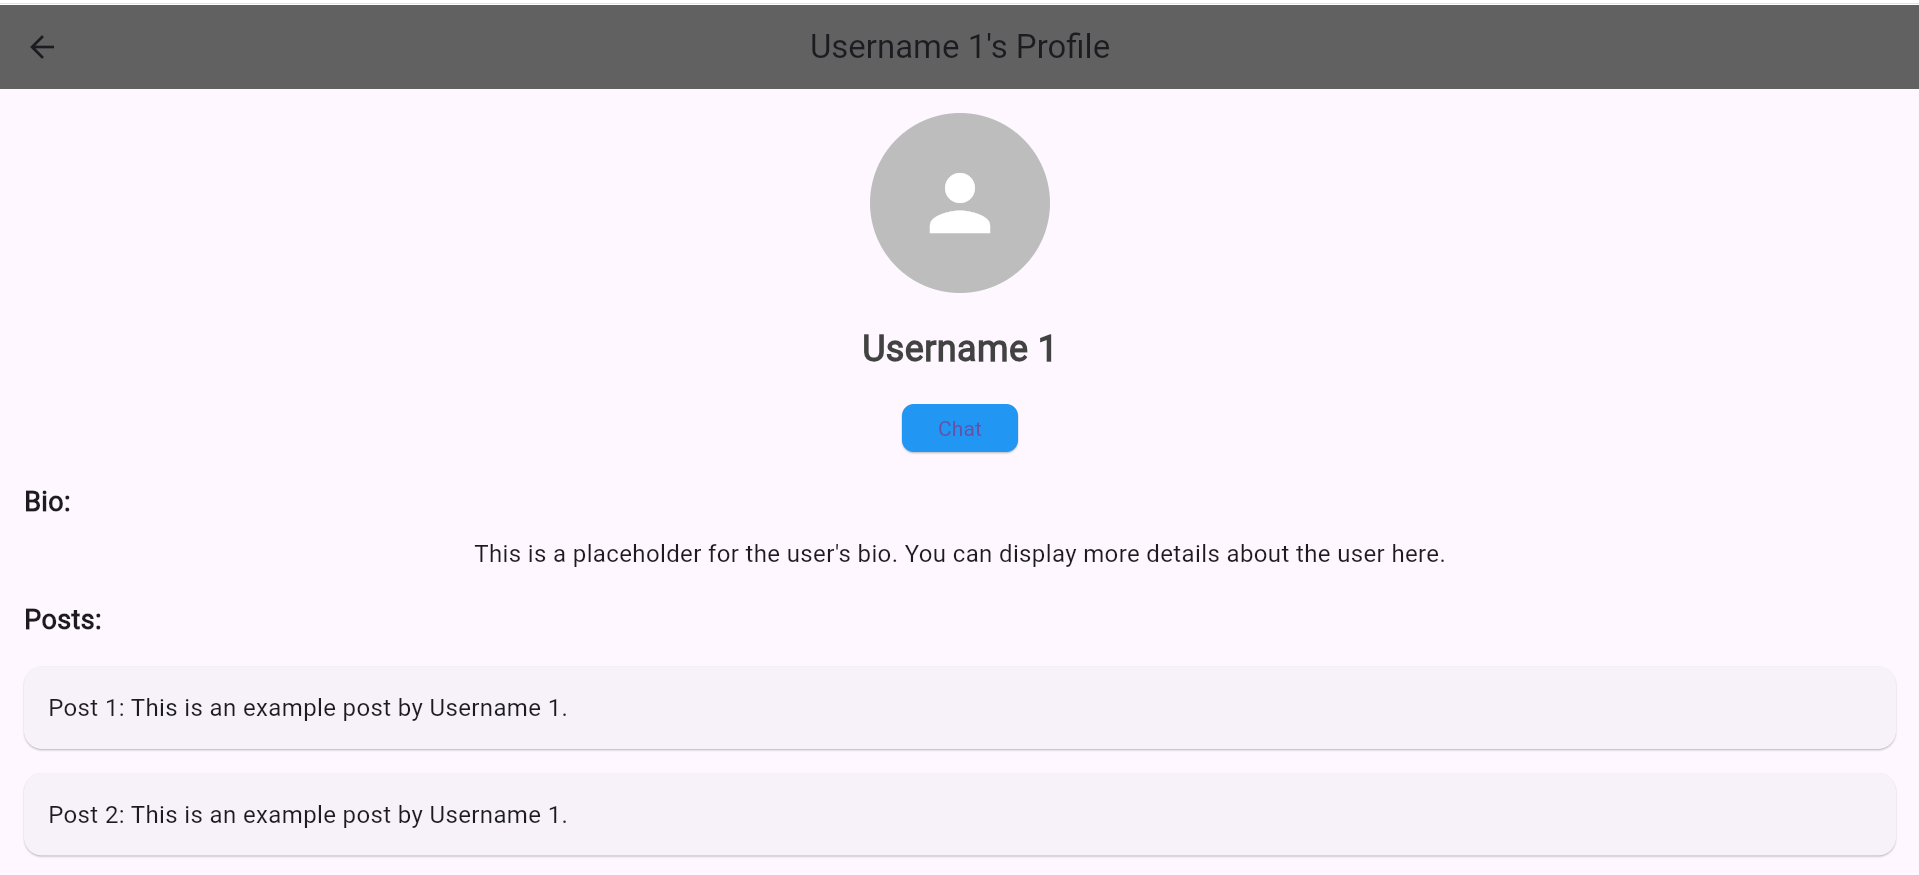 Username 1's Profile
Username 1
Chat
Bio:
This is a placeholder for the user's bio. You can display more details about the user here.
Posts:
Post 1: This is an example post by Username 1.
Post 2: This is an example post by Username 1.